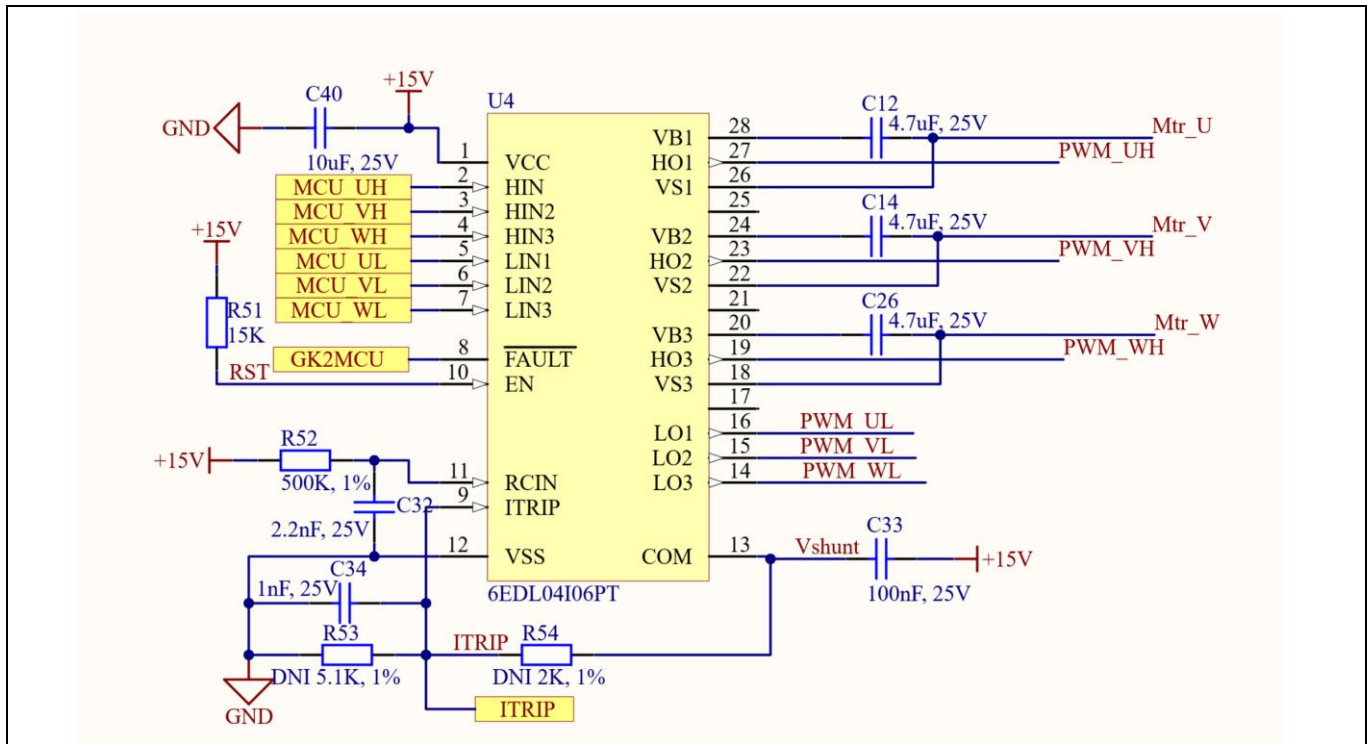 +15V
C40
GND
10uF, 25V
U4
1 VCC
MCU_UH 2 HIN
MCU_VH 3 HIN2
MCU_WH 4 HIN3
MCU_UL 5 LIN1
MCU_VL 6 LIN2
MCU_WL 7 LIN3
+15V
R51
15K
GK2MCU 8 FAULT
RST 10 EN
+15V
R52
500K, 1%
11 RCIN
9 ITRIP
C32
2.2nF, 25V
12 VSS
C34
1nF, 25V
R53
DNI 5.1K, 1%
GND
ITRIP
R54
DNI 2K, 1%
ITRIP
6EDL04I06PT
VB1 28
HO1 27
VS1 26
25
VB2 24
HO2 23
VS2 22
21
VB3 20
HO3 19
VS3 18
17
LO1 16 PWM_UL
LO2 15 PWM_VL
LO3 14 PWM_WL
COM 13
C12
4.7uF, 25V
Mtr_U
PWM_UH
C14
4.7uF, 25V
Mtr_V
PWM_VH
C26
4.7uF, 25V
Mtr_W
PWM_WH
Vshunt
C33
100nF, 25V
+15V